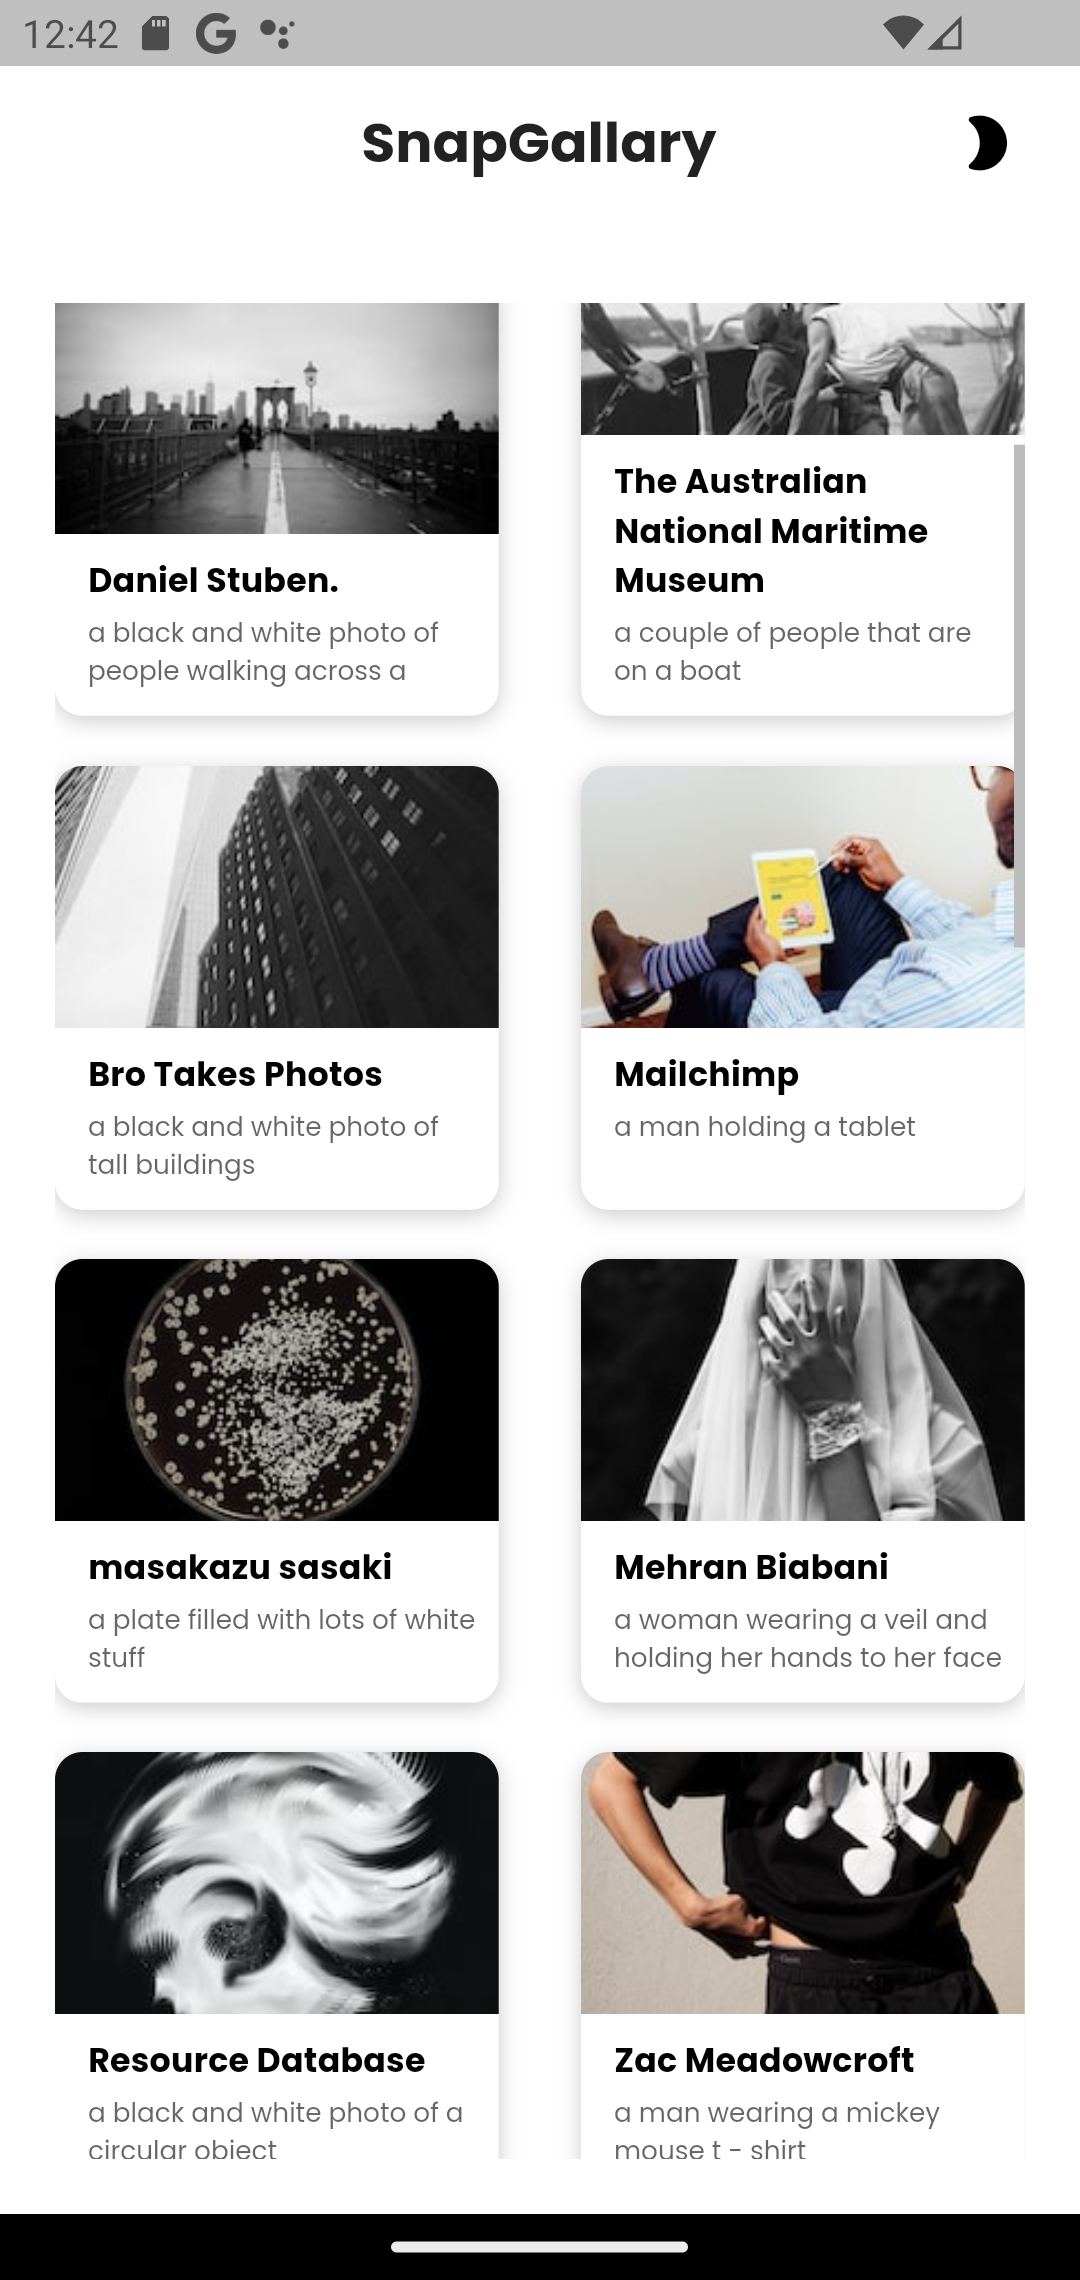 12:42
SnapGallary
Daniel Stuben.
a black and white photo of
people walking across a
The Australian
National Maritime
Museum
a couple of people that are
on a boat
Bro Takes Photos
a black and white photo of
tall buildings
Mailchimp
a man holding a tablet
masakazu sasaki
a plate filled with lots of white
stuff
Mehran Biabani
a woman wearing a veil and
holding her hands to her face
Resource Database
a black and white photo of a
circular object
Zac Meadowcroft
a man wearing a mickey
mouse t - shirt